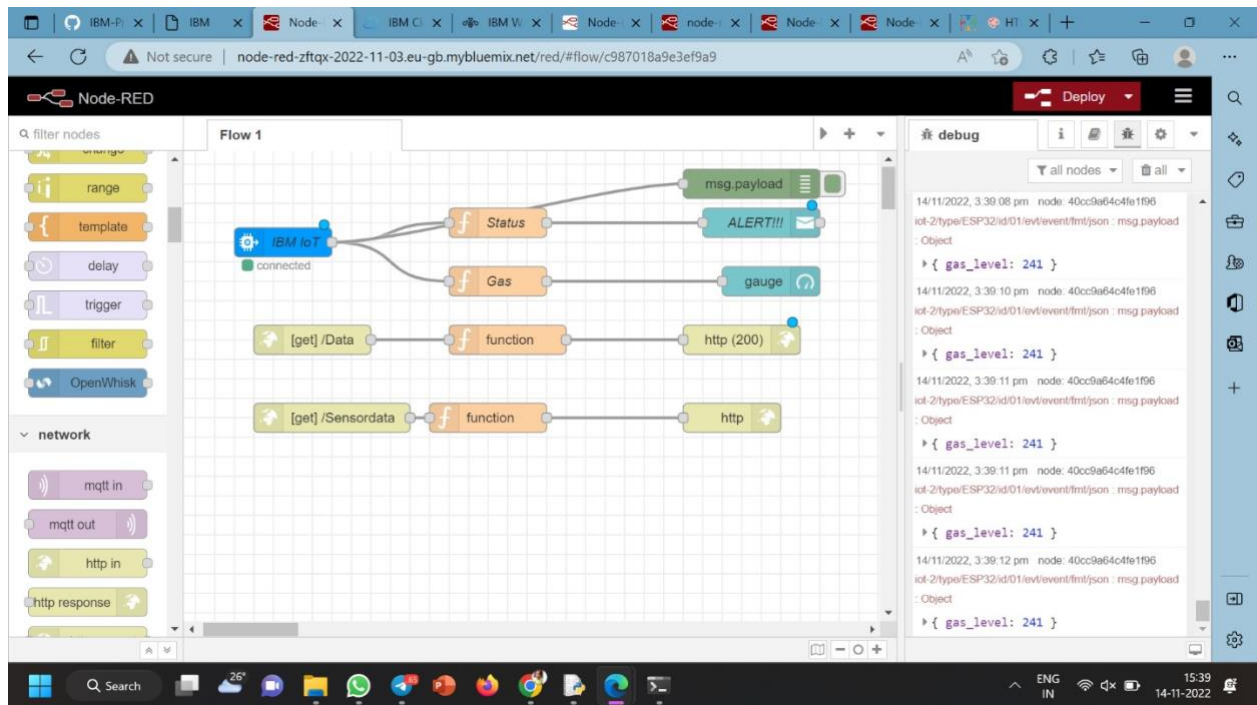 IBM-P
IBM
Node-
IBM Cl
IBM W
Node-
node-r
Node-
Node-
HT
Not secure
node-red-zftqx-2022-11-03.eu-gb.mybluemix.net/red/#flow/c987018a9e3ef9a9
Node-RED
Deploy
filter nodes
change
range
template
delay
trigger
filter
OpenWhisk
network
mqtt in
mqtt out
http in
http response
Flow 1
msg.payload
Status
ALERT!!!
IBM IoT
connected
Gas
gauge
[get] /Data
function
http (200)
[get] /Sensordata
function
http
debug
all nodes
all
14/11/2022, 3:39:08 pm node: 40cc9a64c4fe1f96
iot-2/type/ESP32/id/01/evt/event/fmt/json : msg.payload
: Object
{ gas_level: 241 }
14/11/2022, 3:39:10 pm node: 40cc9a64c4fe1f96
iot-2/type/ESP32/id/01/evt/event/fmt/json : msg.payload
: Object
{ gas_level: 241 }
14/11/2022, 3:39:11 pm node: 40cc9a64c4fe1f96
iot-2/type/ESP32/id/01/evt/event/fmt/json : msg.payload
: Object
{ gas_level: 241 }
14/11/2022, 3:39:11 pm node: 40cc9a64c4fe1f96
iot-2/type/ESP32/id/01/evt/event/fmt/json : msg.payload
: Object
{ gas_level: 241 }
14/11/2022, 3:39:12 pm node: 40cc9a64c4fe1f96
iot-2/type/ESP32/id/01/evt/event/fmt/json : msg.payload
: Object
{ gas_level: 241 }
Search
26°
ENG
IN
15:39
14-11-2022